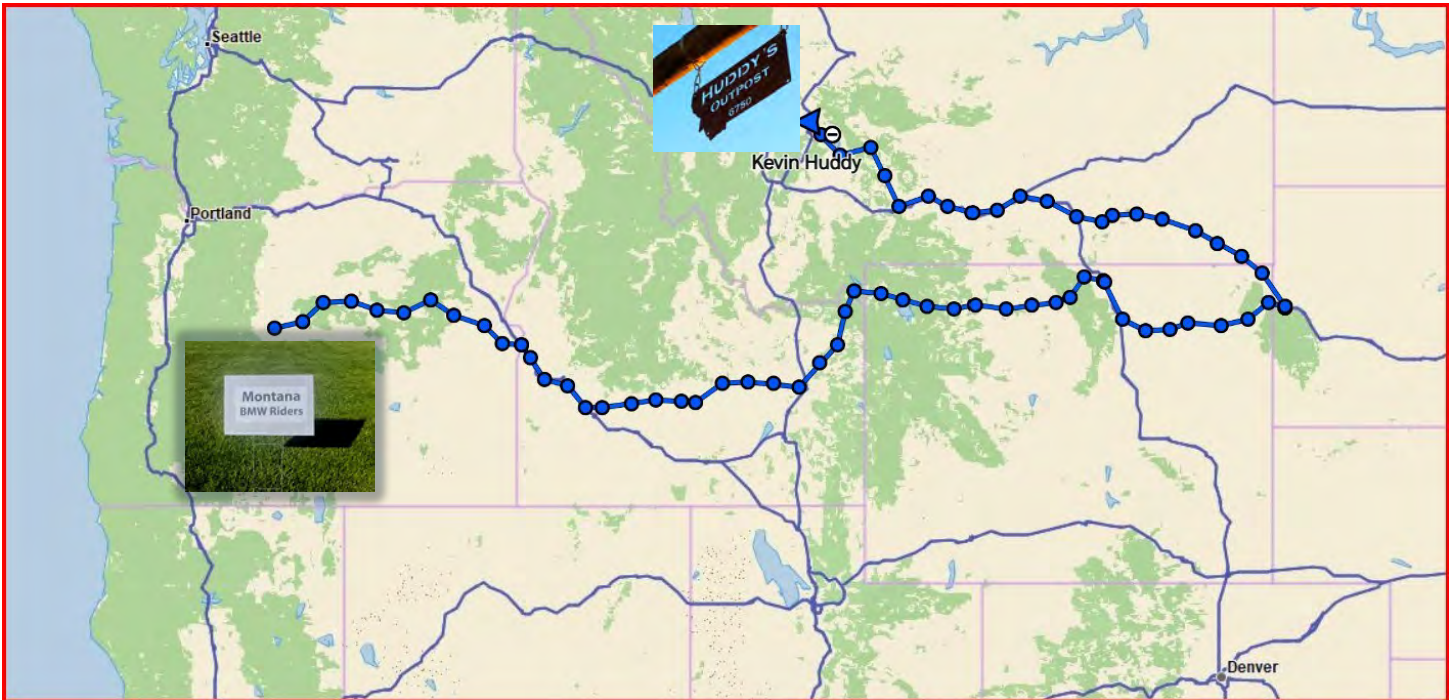 Seattle
HUDDY'S
OUTPOST
6750
Kevin Huddy
Portland
Montana
BMW Riders
Denver